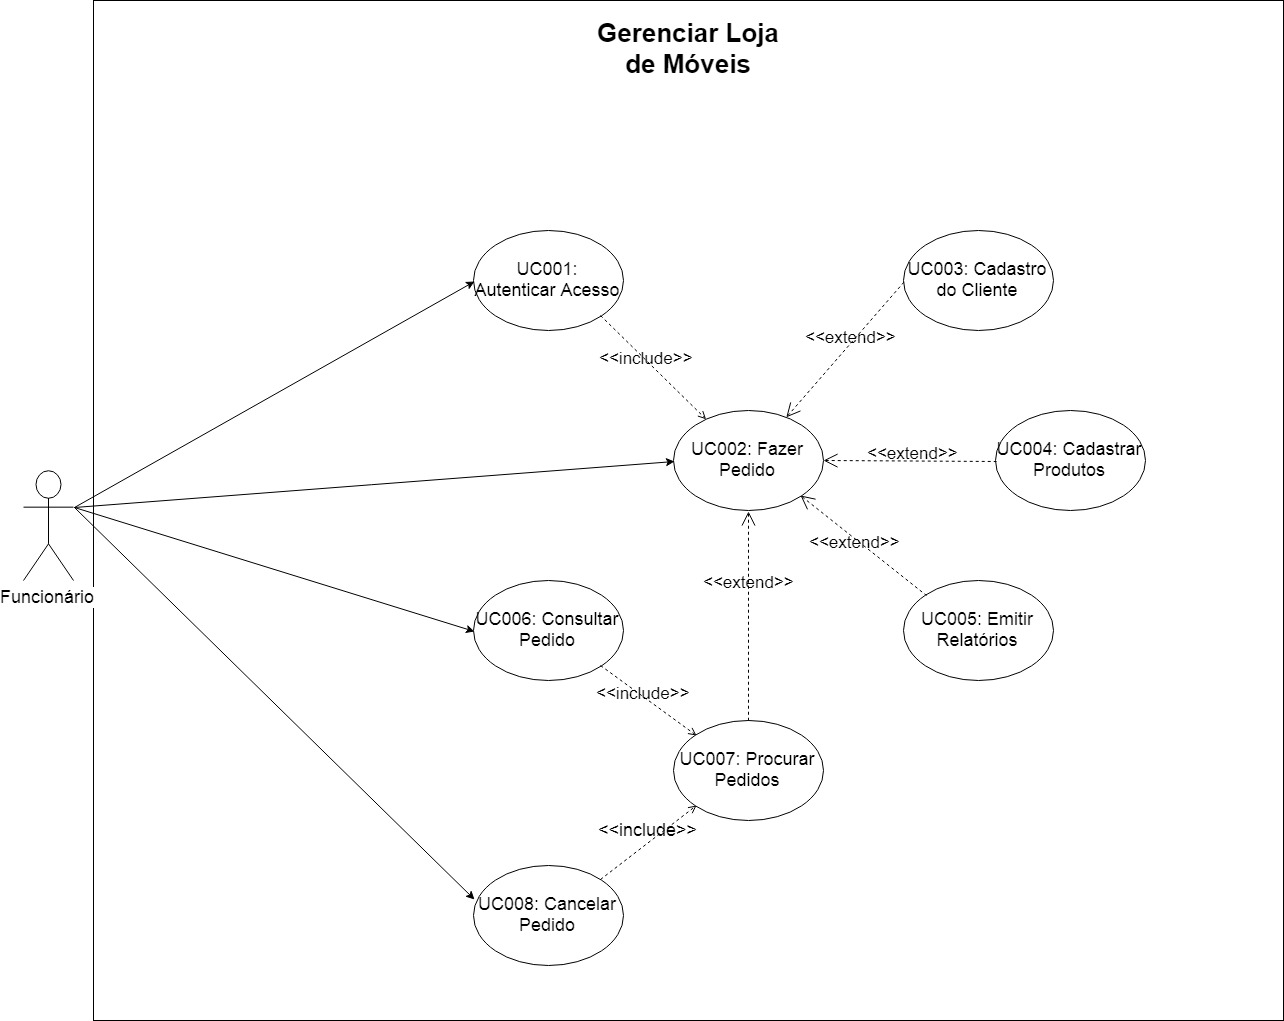 Gerenciar Loja
de Móveis
UC001:
Autenticar Acesso
UC003: Cadastro
do Cliente
<<include>>
<<extend>>
UC002: Fazer
Pedido
<<extend>>
UC004: Cadastrar
Produtos
Funcionário
<<extend>>
<<extend>>
UC006: Consultar
Pedido
UC005: Emitir
Relatórios
<<include>>
UC007: Procurar
Pedidos
<<include>>
UC008: Cancelar
Pedido